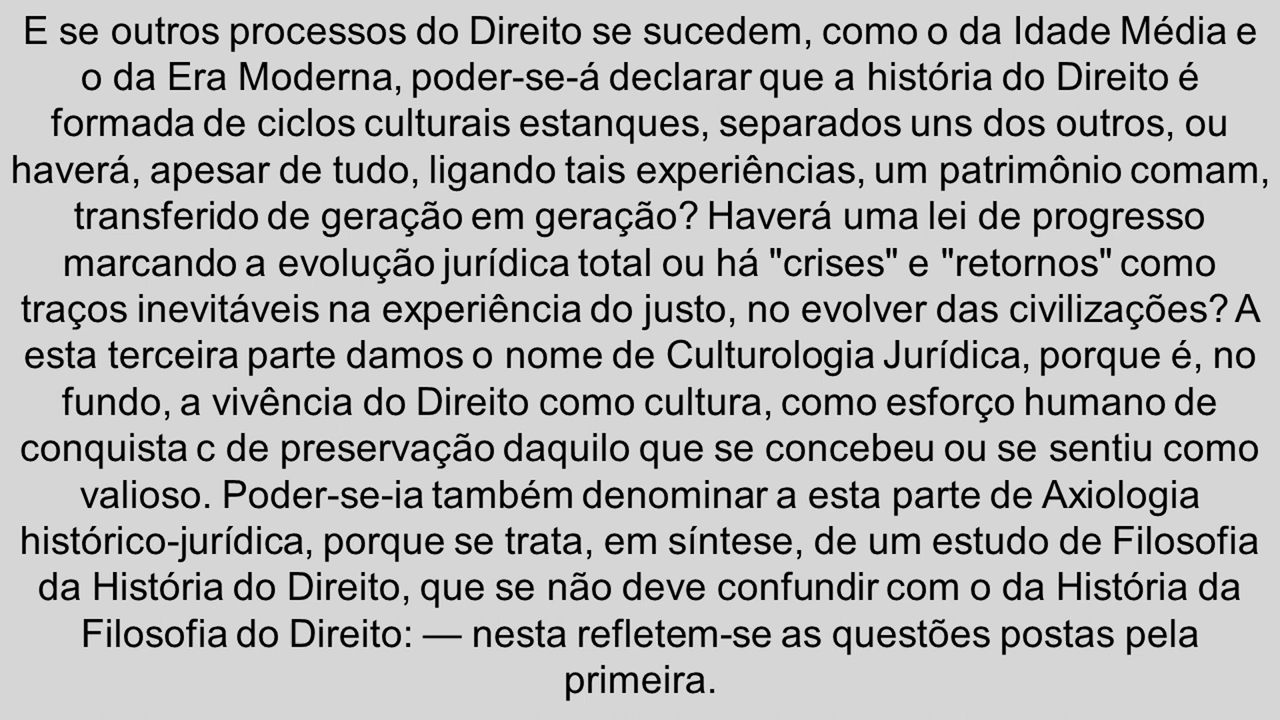 E se outros processos do Direito se sucedem, como o da Idade Média e
o da Era Moderna, poder-se-á declarar que a história do Direito é
formada de ciclos culturais estanques, separados uns dos outros, ou
haverá, apesar de tudo, ligando tais experiências, um patrimônio comam,
transferido de geração em geração? Haverá uma lei de progresso
marcando a evolução jurídica total ou há "crises" e "retornos" como
traços inevitáveis na experiência do justo, no evolver das civilizações? A
esta terceira parte damos o nome de Culturologia Jurídica, porque é, no
fundo, a vivência do Direito como cultura, como esforço humano de
conquista c de preservação daquilo que se concebeu ou se sentiu como
valioso. Poder-se-ia também denominar a esta parte de Axiologia
histórico-jurídica, porque se trata, em síntese, de um estudo de Filosofia
da História do Direito, que se não deve confundir com o da História da
Filosofia do Direito: — nesta refletem-se as questões postas pela
primeira.